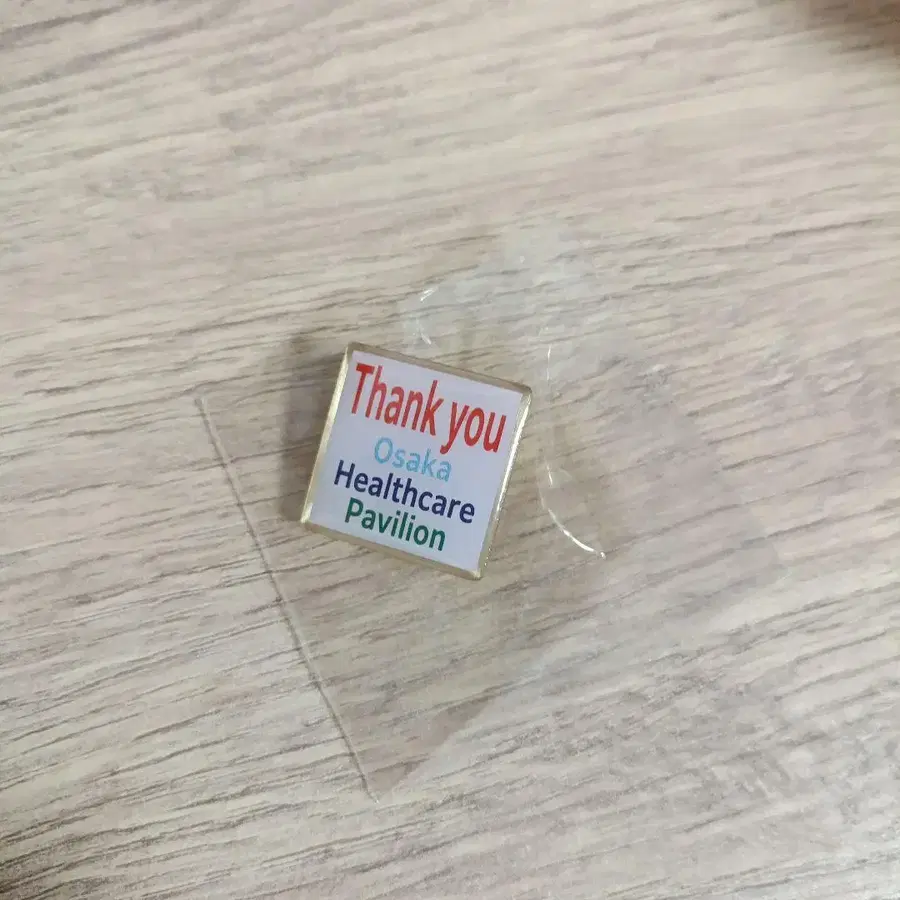 Thank you
Osaka
Healthcare
Pavilion